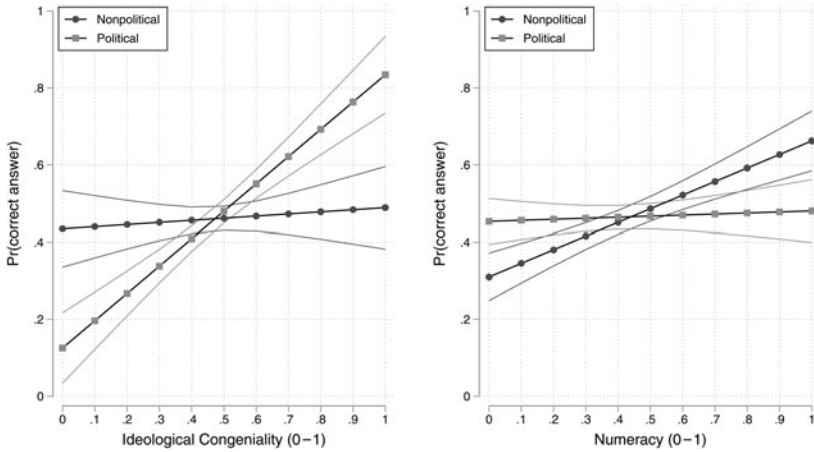 Nonpolitical
Political
Pr(correct answer)
1
.8
.6
.4
.2
0
0 .1 .2 .3 .4 .5 .6 .7 .8 .9 1
Ideological Congeniality (0–1)
Nonpolitical
Political
Pr(correct answer)
1
.8
.6
.4
.2
0
0 .1 .2 .3 .4 .5 .6 .7 .8 .9 1
Numeracy (0–1)